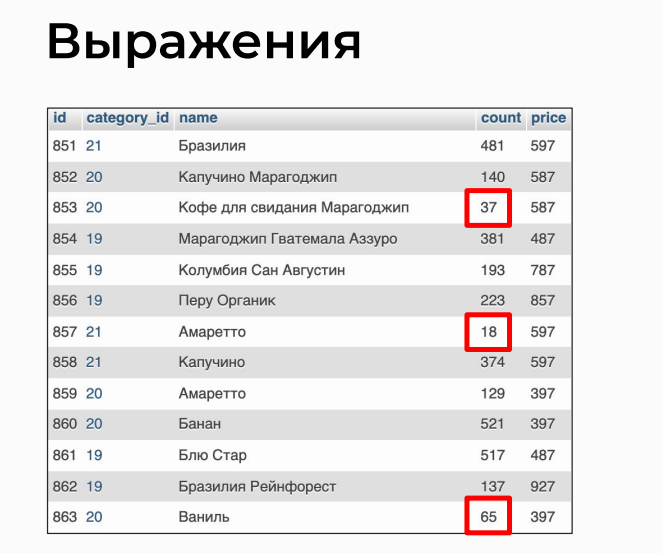 Выражения
id category_id name count price
851 21 Бразилия 481 597
852 20 Капучино Марагоджип 140 587
853 20 Кофе для свидания Марагоджип 37 587
854 19 Марагоджип Гватемала Аззуро 381 487
855 19 Колумбия Сан Августин 193 787
856 19 Перу Органик 223 857
857 21 Амаретто 18 597
858 21 Капучино 374 597
859 20 Амаретто 129 397
860 20 Банан 521 397
861 19 Блю Стар 517 487
862 19 Бразилия Рейнфорест 137 927
863 20 Ваниль 65 397